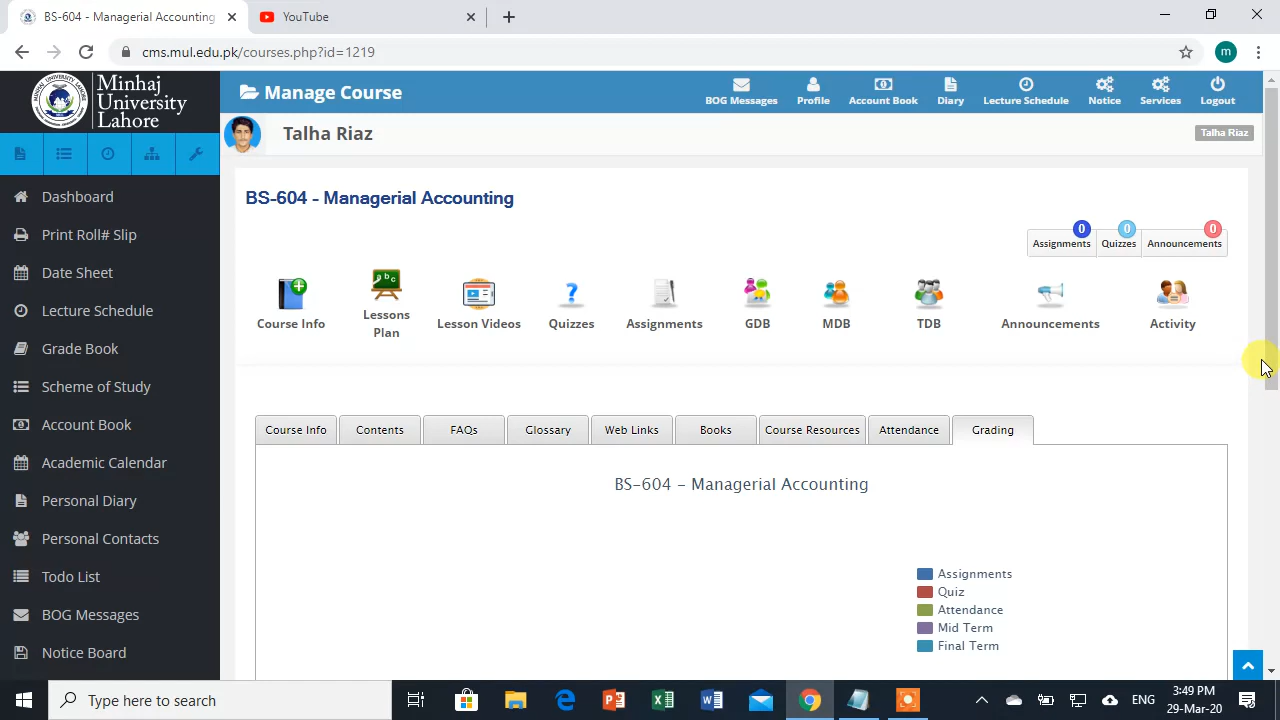 BS-604 - Managerial Accounting
YouTube
cms.mul.edu.pk/courses.php?id=1219
m
Minhaj
University
Lahore
Manage Course
BOG Messages
Profile
Account Book
Diary
Lecture Schedule
Notice
Services
Logout
Talha Riaz
Talha Riaz
Dashboard
Print Roll# Slip
Date Sheet
Lecture Schedule
Grade Book
Scheme of Study
Account Book
Academic Calendar
Personal Diary
Personal Contacts
Todo List
BOG Messages
Notice Board
BS-604 - Managerial Accounting
0
Assignments
0
Quizzes
0
Announcements
Course Info
a b c
Lessons
Plan
Lesson Videos
?
Quizzes
Assignments
GDB
MDB
TDB
Announcements
Activity
Course Info
Contents
FAQs
Glossary
Web Links
Books
Course Resources
Attendance
Grading
BS-604 – Managerial Accounting
Assignments
Quiz
Attendance
Mid Term
Final Term
Type here to search
ENG
3:49 PM
29-Mar-20